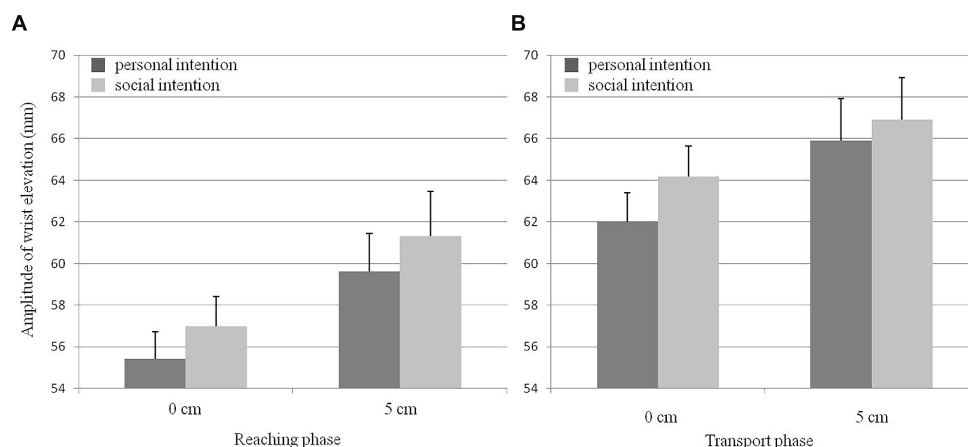 A
Amplitude of wrist elevation (mm)
70
68
66
64
62
60
58
56
54
personal intention
social intention
0 cm
5 cm
Reaching phase
B
70
68
66
64
62
60
58
56
54
personal intention
social intention
0 cm
5 cm
Transport phase